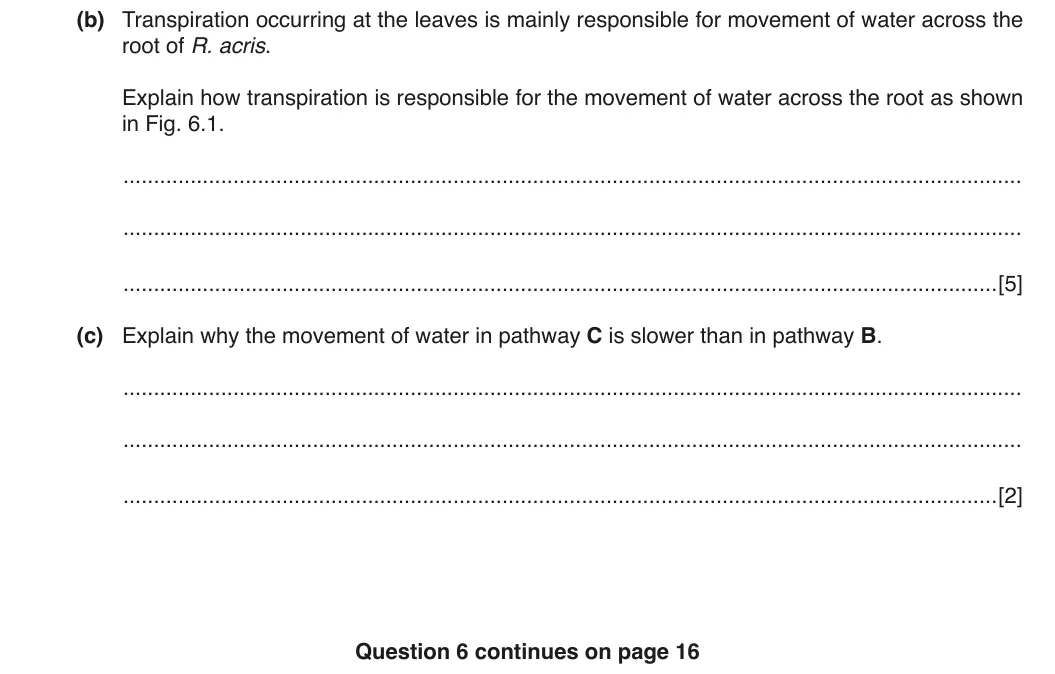 (b) Transpiration occurring at the leaves is mainly responsible for movement of water across the
root of R. acris.
Explain how transpiration is responsible for the movement of water across the root as shown
in Fig. 6.1.
....................................................................................................................................................
....................................................................................................................................................
................................................................................................................................................[5]
(c) Explain why the movement of water in pathway C is slower than in pathway B.
....................................................................................................................................................
....................................................................................................................................................
................................................................................................................................................[2]
Question 6 continues on page 16